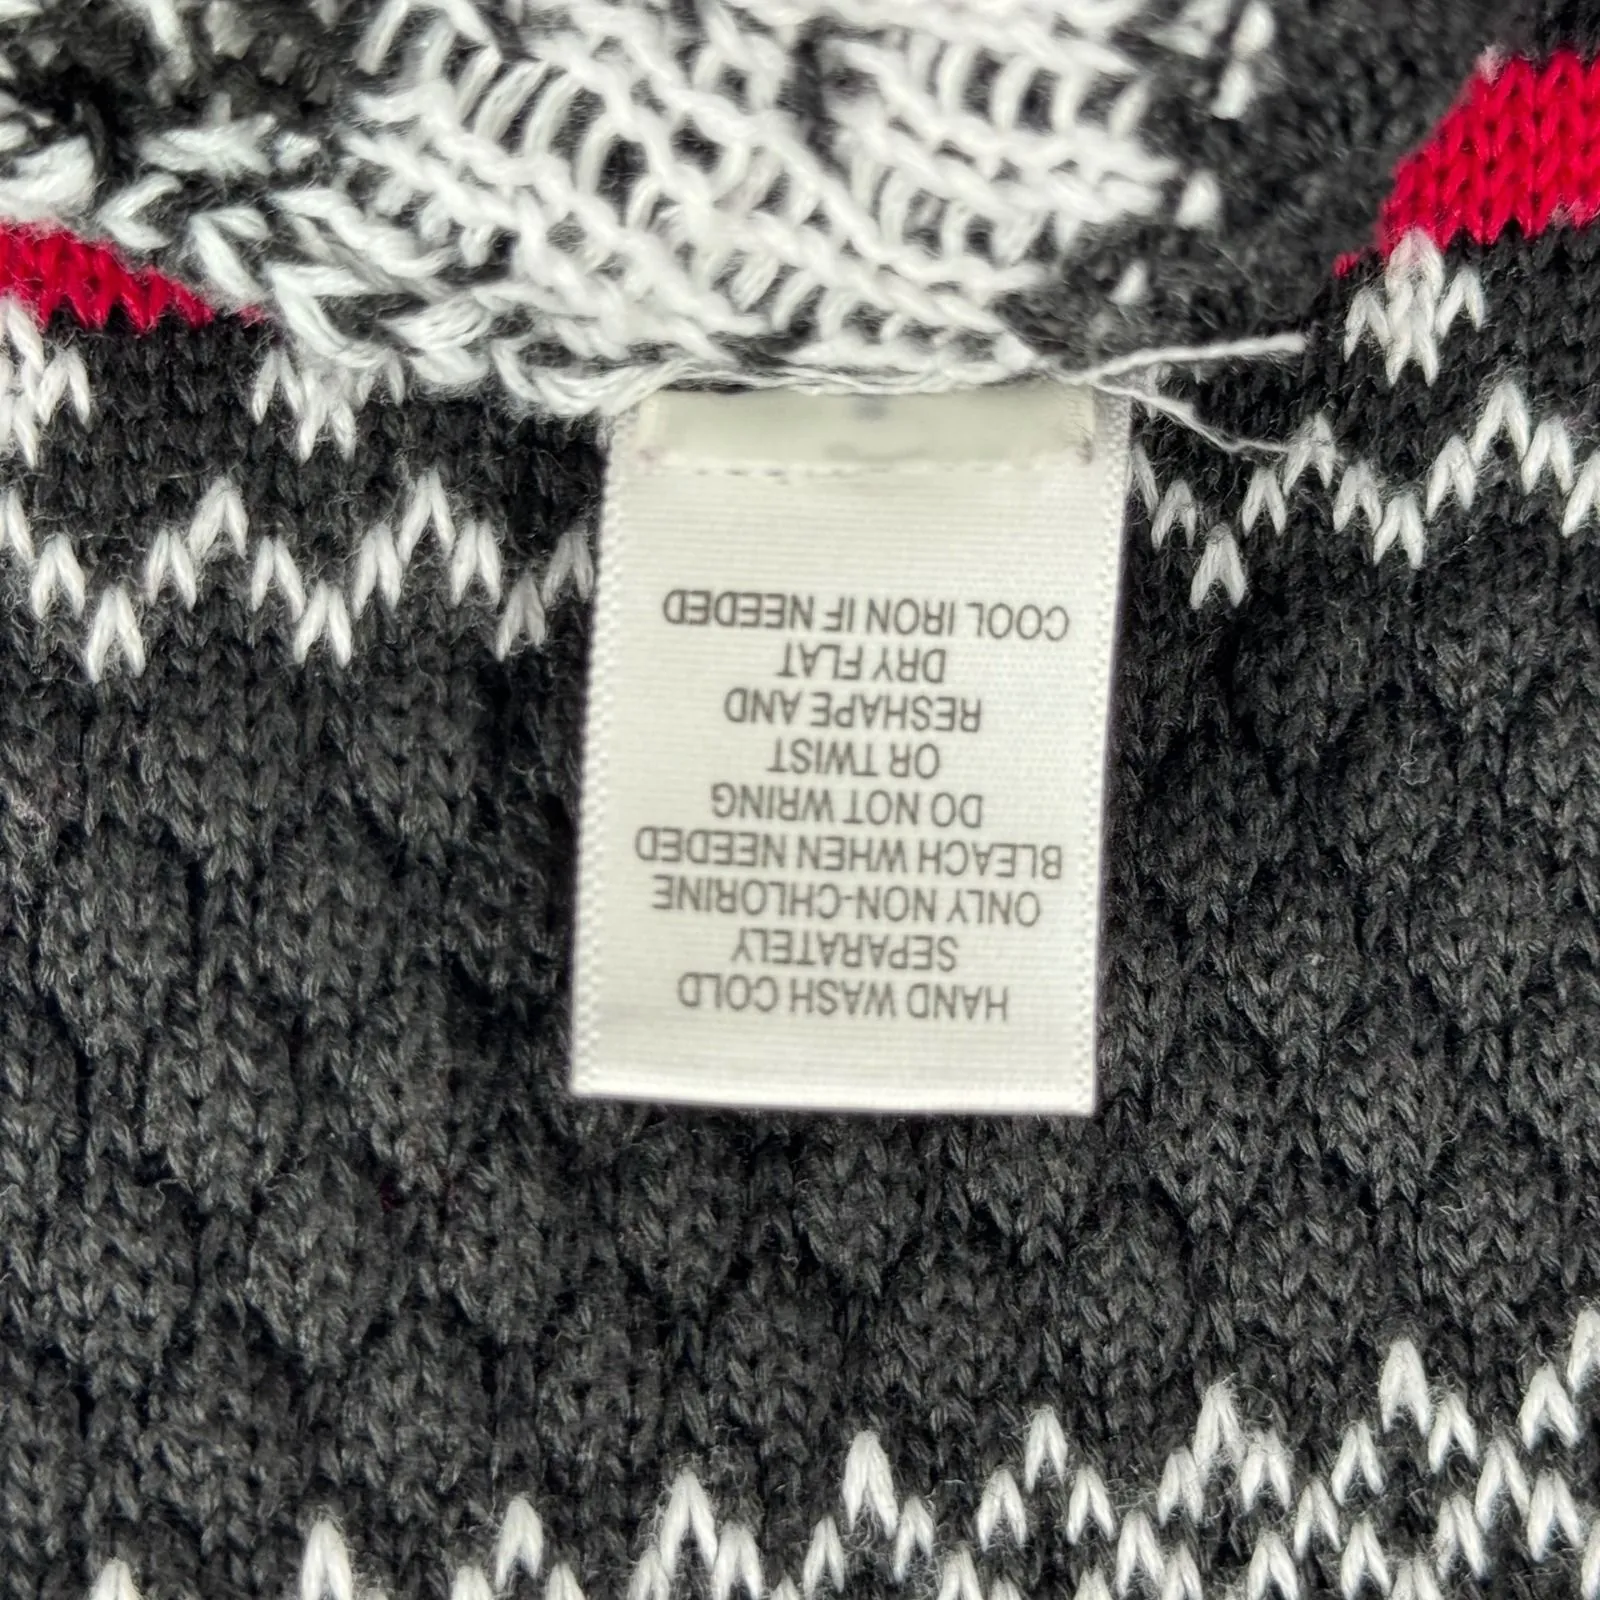 HAND WASH COLD
SEPARATELY
ONLY NON-CHLORINE
BLEACH WHEN NEEDED
DO NOT WRING
OR TWIST
RESHAPE AND
DRY FLAT
COOL IRON IF NEEDED